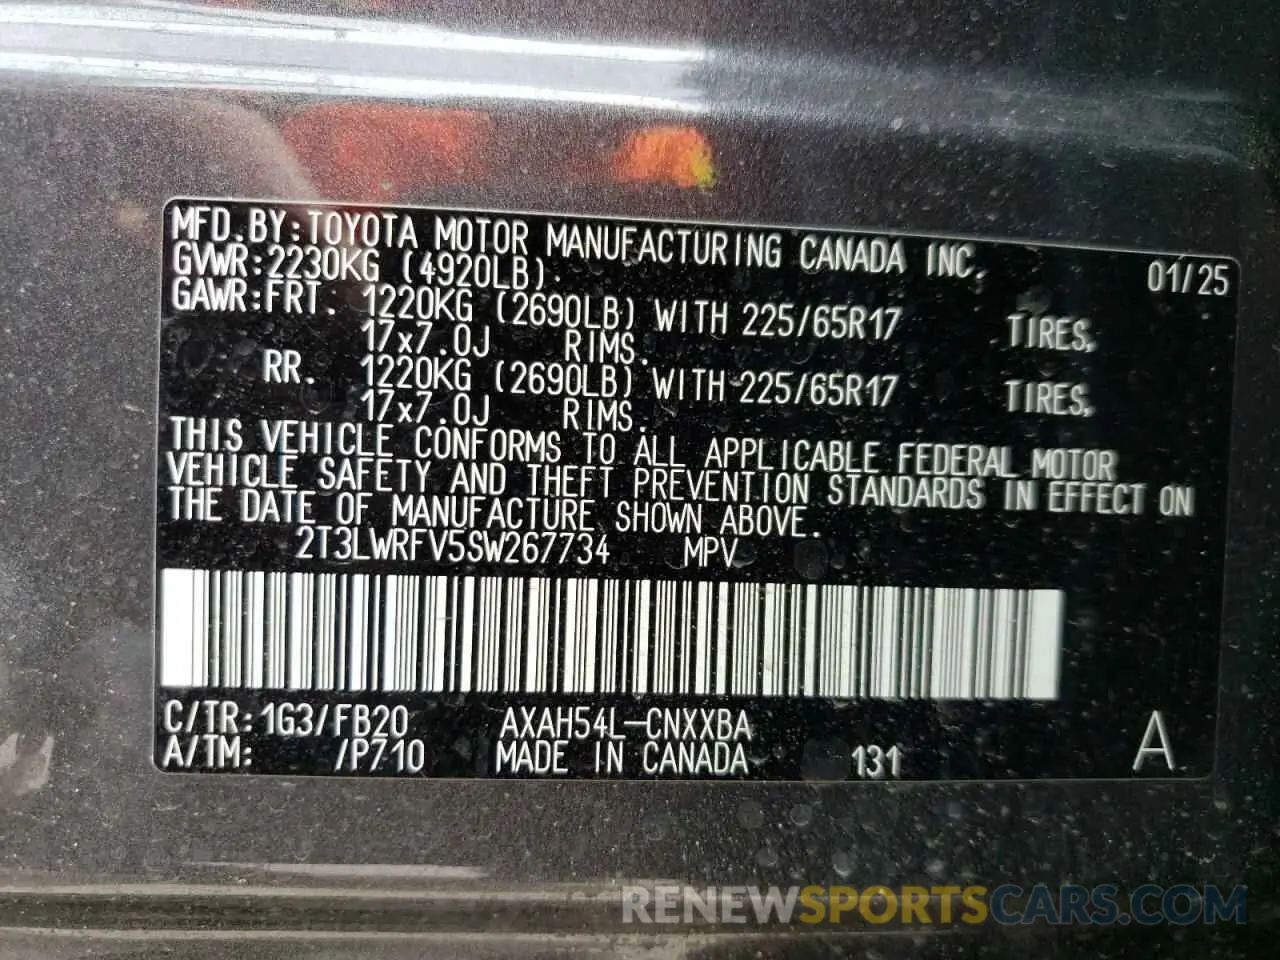 MFD.BY:TOYOTA MOTOR MANUFACTURING CANADA INC.
GVWR:2230KG (4920LB). 01/25
GAWR:FRT. 1220KG (2690LB) WITH 225/65R17 TIRES,
17x7.0J RIMS.
RR. 1220KG (2690LB) WITH 225/65R17 TIRES,
17x7.0J RIMS.
THIS VEHICLE CONFORMS TO ALL APPLICABLE FEDERAL MOTOR
VEHICLE SAFETY AND THEFT PREVENTION STANDARDS IN EFFECT ON
THE DATE OF MANUFACTURE SHOWN ABOVE.
2T3LWRFV5SW267734 MPV
C/TR:1G3/FB20 AXAH54L-CNXXBA
A/TM: /P710 MADE IN CANADA 131 A
RENEWSPORTSCARS.COM